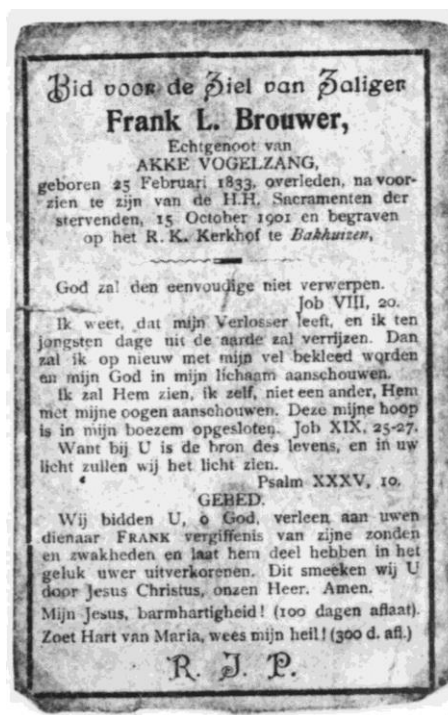 Bid voor de Ziel van Zaliger
Frank L. Brouwer,
Echtgenoot van
AKKE VOGELZANG,
geboren 25 Februari 1833, overleden, na voor-
zien te zijn van de H.H. Sacramenten der
stervenden, 15 October 1901 en begraven
op het R. K. Kerkhof te Bakhuizen,
God zal den eenvoudige niet verwerpen.
Job VIII, 20.
Ik weet, dat mijn Verlosser leeft, en ik ten
jongsten dage uit de aarde zal verrijzen. Dan
zal ik op nieuw met mijn vel bekleed worden
en mijn God in mijn lichaam aanschouwen.
Ik zal Hem zien, ik zelf, niet een ander, Hem
met mijne oogen aanschouwen. Deze mijne hoop
is in mijn boezem opgesloten. Job XIX, 25-27.
Want bij U is de bron des levens, en in uw
licht zullen wij het licht zien.
Psalm XXXV, 10.
GEBED.
Wij bidden U, o God, verleen aan uwen
dienaar FRANK vergiffenis van zijne zonden
en zwakheden en laat hem deel hebben in het
geluk uwer uitverkorenen. Dit smeeken wij U
door Jesus Christus, onzen Heer. Amen.
Mijn Jesus, barmhartigheid! (100 dagen aflaat).
Zoet Hart van Maria, wees mijn heil! (300 d. afl.)
R. I. P.